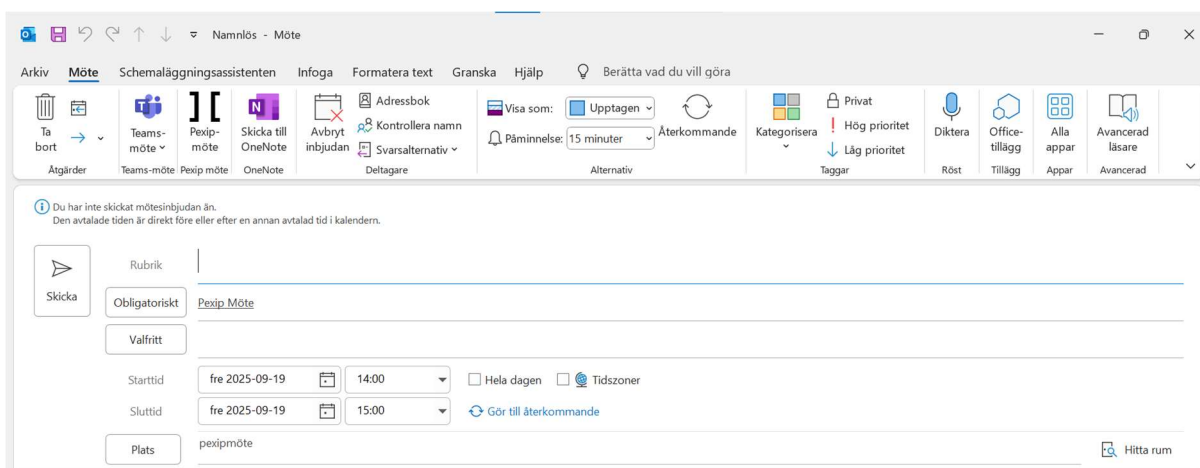 Namnlös - Möte
Arkiv Möte Schemaläggningsassistenten Infoga Formatera text Granska Hjälp Berätta vad du vill göra
Ta bort
Teams-möte
Pexip-möte
N
Skicka till OneNote
Avbryt inbjudan
Adressbok
Kontrollera namn
Svarsalternativ
Visa som: Upptagen
Påminnelse: 15 minuter
Återkommande
Kategorisera
Privat
Hög prioritet
Låg prioritet
Diktera
Office-tillägg
Alla appar
Avancerad läsare
Åtgärder Teams-möte Pexip möte OneNote Deltagare Alternativ Taggar Röst Tillägg Appar Avancerad
Du har inte skickat mötesinbjudan än.
Den avtalade tiden är direkt före eller efter en annan avtalad tid i kalendern.
Skicka
Rubrik
Obligatoriskt Pexip Möte
Valfritt
Starttid fre 2025-09-19 14:00 Hela dagen Tidszoner
Sluttid fre 2025-09-19 15:00 Gör till återkommande
Plats pexipmöte Hitta rum